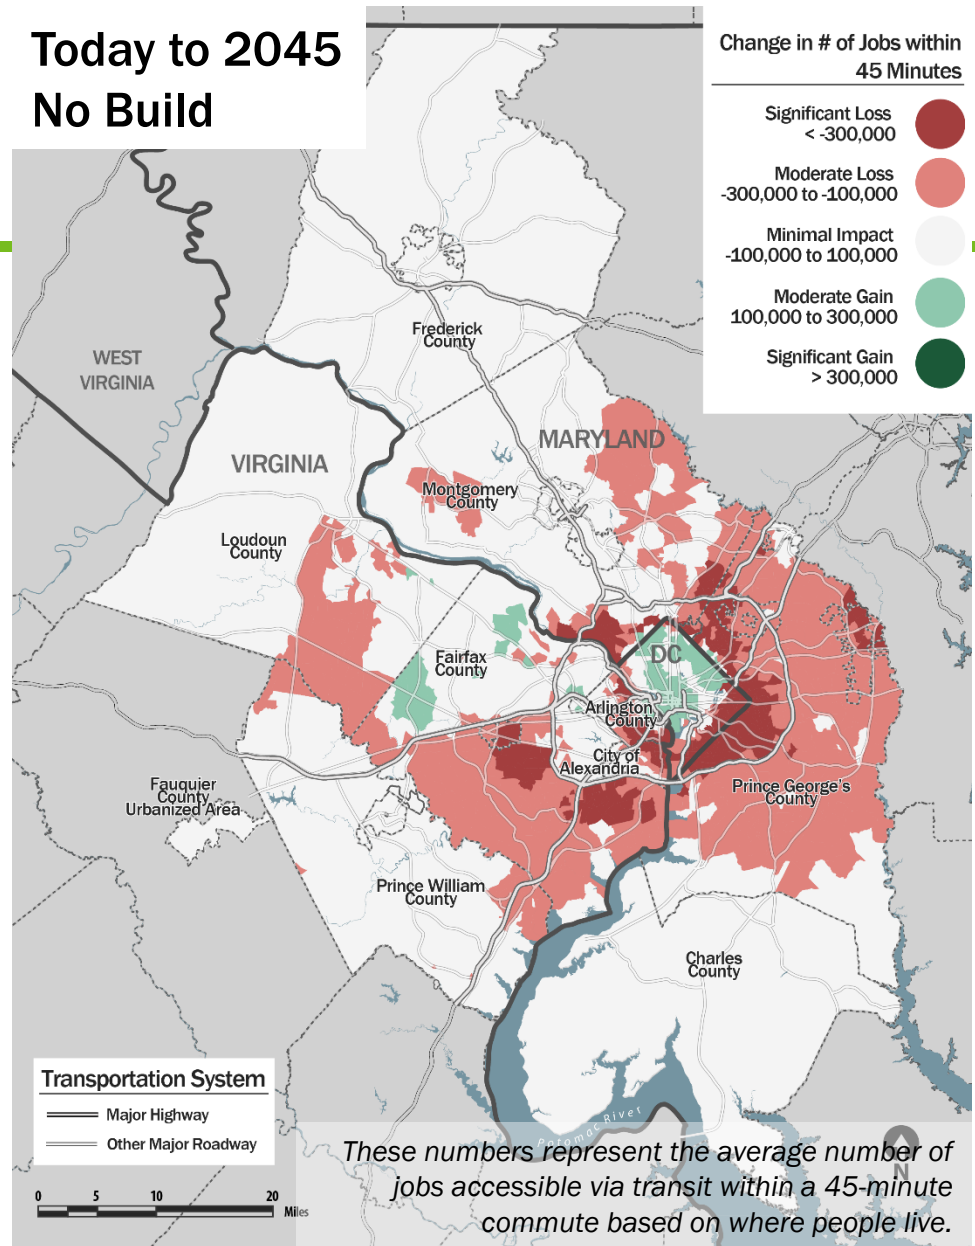 Today to 2045
No Build
Change in # of Jobs within
45 Minutes
Significant Loss
< -300,000
Moderate Loss
-300,000 to -100,000
Minimal Impact
-100,000 to 100,000
Moderate Gain
100,000 to 300,000
Significant Gain
> 300,000
WEST
VIRGINIA
Frederick
County
MARYLAND
VIRGINIA
Montgomery
County
Loudoun
County
DC
Fairfax
County
Arlington
County
City of
Alexandria
Prince George's
County
Fauquier
County
Urbanized Area
Prince William
County
Charles
County
Potomac River
Transportation System
Major Highway
Other Major Roadway
0 5 10 20
Miles
N
These numbers represent the average number of
jobs accessible via transit within a 45-minute
commute based on where people live.